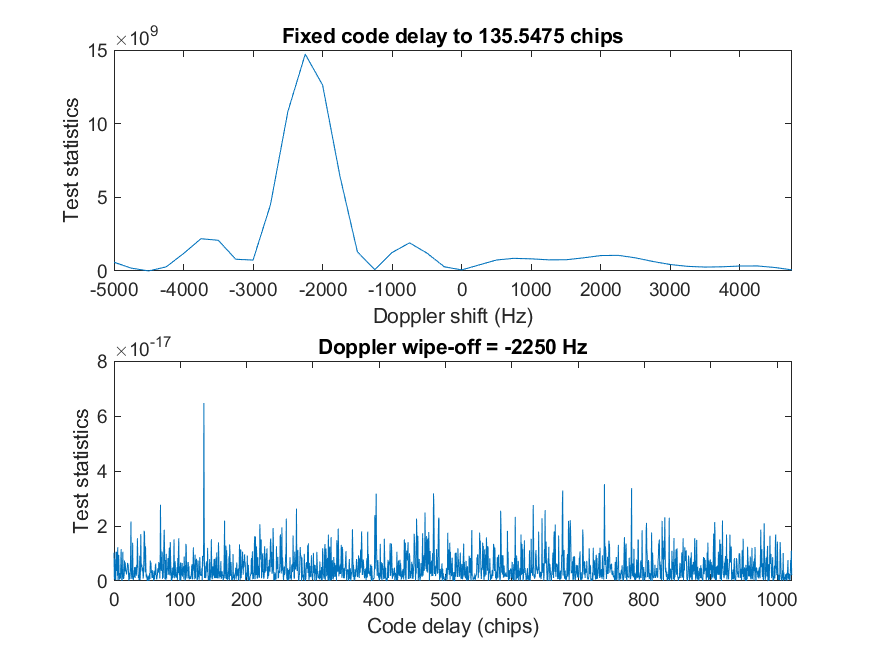 Fixed code delay to 135.5475 chips
×10^9
15
10
5
0
Test statistics
-5000 -4000 -3000 -2000 -1000 0 1000 2000 3000 4000
Doppler shift (Hz)
Doppler wipe-off = -2250 Hz
×10^-17
8
6
4
2
0
Test statistics
0 100 200 300 400 500 600 700 800 900 1000
Code delay (chips)